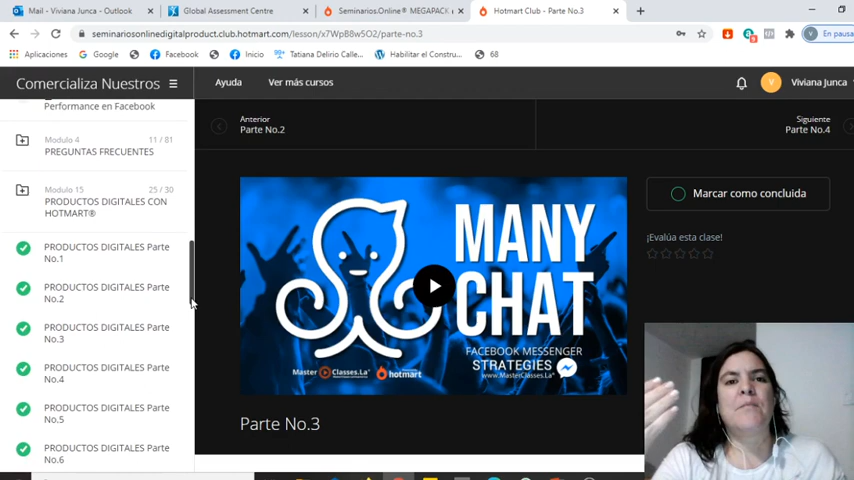 Mail - Viviana Junca - Outlook
Global Assessment Centre
Seminarios.Online® MEGAPACK
Hotmart Club - Parte No.3
seminariosonlinedigitalproduct.club.hotmart.com/lesson/x7Wp88w5O2/parte-no.3
En pausa
Aplicaciones
Google
Facebook
Inicio
Tatiana Delirio Calle...
Habilitar el Constru...
68
Comercializa Nuestros
Ayuda
Ver más cursos
V
Viviana Junca
Performance en Facebook
Modulo 4
11 / 81
PREGUNTAS FRECUENTES
Modulo 15
25 / 30
PRODUCTOS DIGITALES CON
HOTMART®
PRODUCTOS DIGITALES Parte
No.1
PRODUCTOS DIGITALES Parte
No.2
PRODUCTOS DIGITALES Parte
No.3
PRODUCTOS DIGITALES Parte
No.4
PRODUCTOS DIGITALES Parte
No.5
PRODUCTOS DIGITALES Parte
No.6
Anterior
Parte No.2
Siguiente
Parte No.4
MANY
CHAT
FACEBOOK MESSENGER
STRATEGIES
www.MasterClasses.La®
Master Classes.La®
hotmart
Parte No.3
Marcar como concluida
¡Evalúa esta clase!